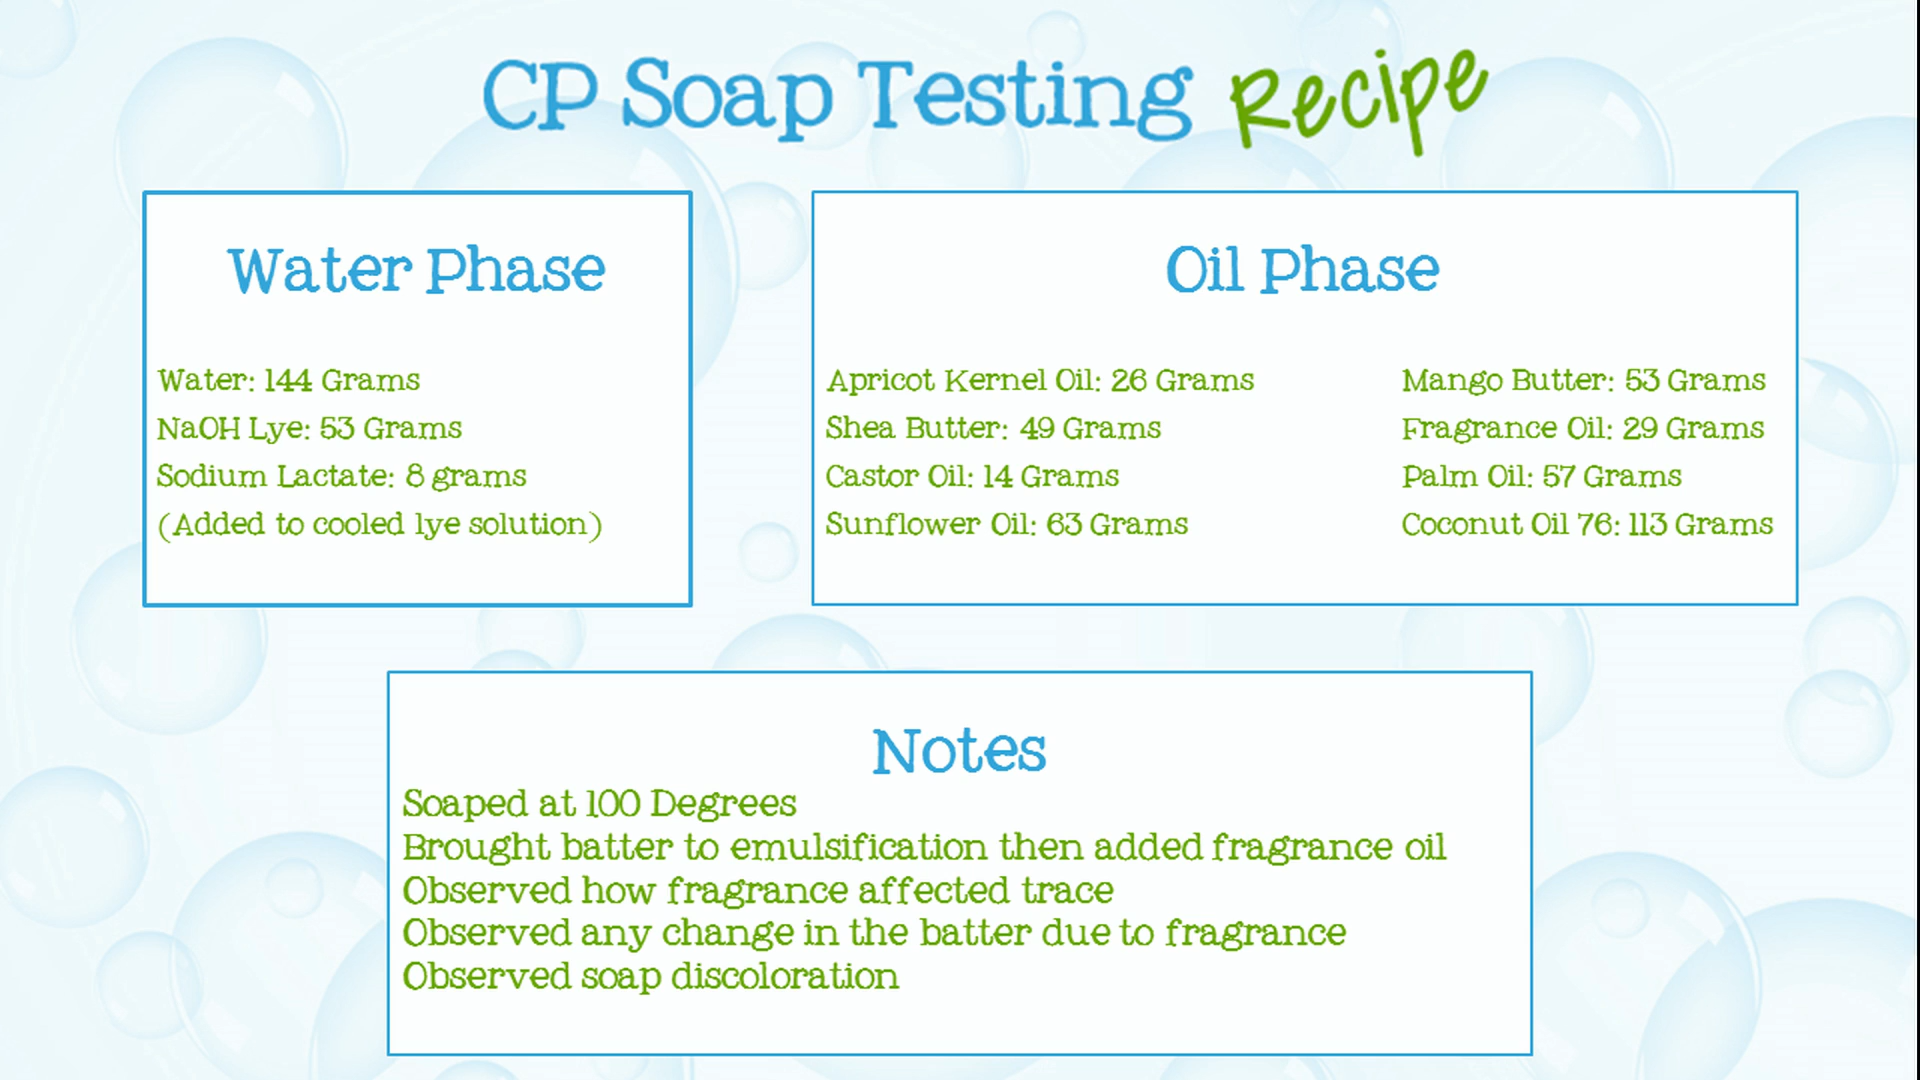 CP Soap Testing Recipe
Water Phase
Water: 144 Grams
NaOH Lye: 53 Grams
Sodium Lactate: 8 grams
(Added to cooled lye solution)
Oil Phase
Apricot Kernel Oil: 26 Grams
Shea Butter: 49 Grams
Castor Oil: 14 Grams
Sunflower Oil: 63 Grams
Mango Butter: 53 Grams
Fragrance Oil: 29 Grams
Palm Oil: 57 Grams
Coconut Oil 76: 113 Grams
Notes
Soaped at 100 Degrees
Brought batter to emulsification then added fragrance oil
Observed how fragrance affected trace
Observed any change in the batter due to fragrance
Observed soap discoloration